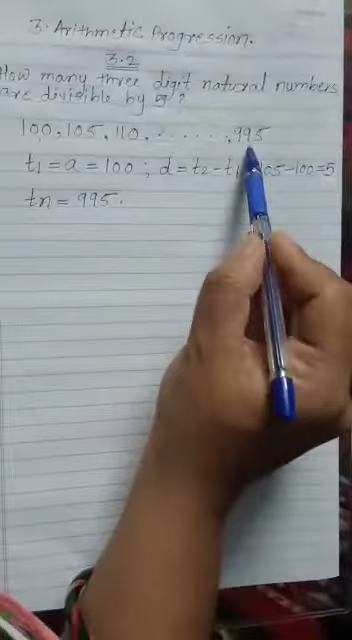 3. Arithmetic Progression.
3.2
How many three digit natural numbers
are divisible by 5 ?
100, 105, 110, ......., 995
t₁ = a = 100 ; d = t₂ - t₁ 105 - 100 = 5
tn = 995.